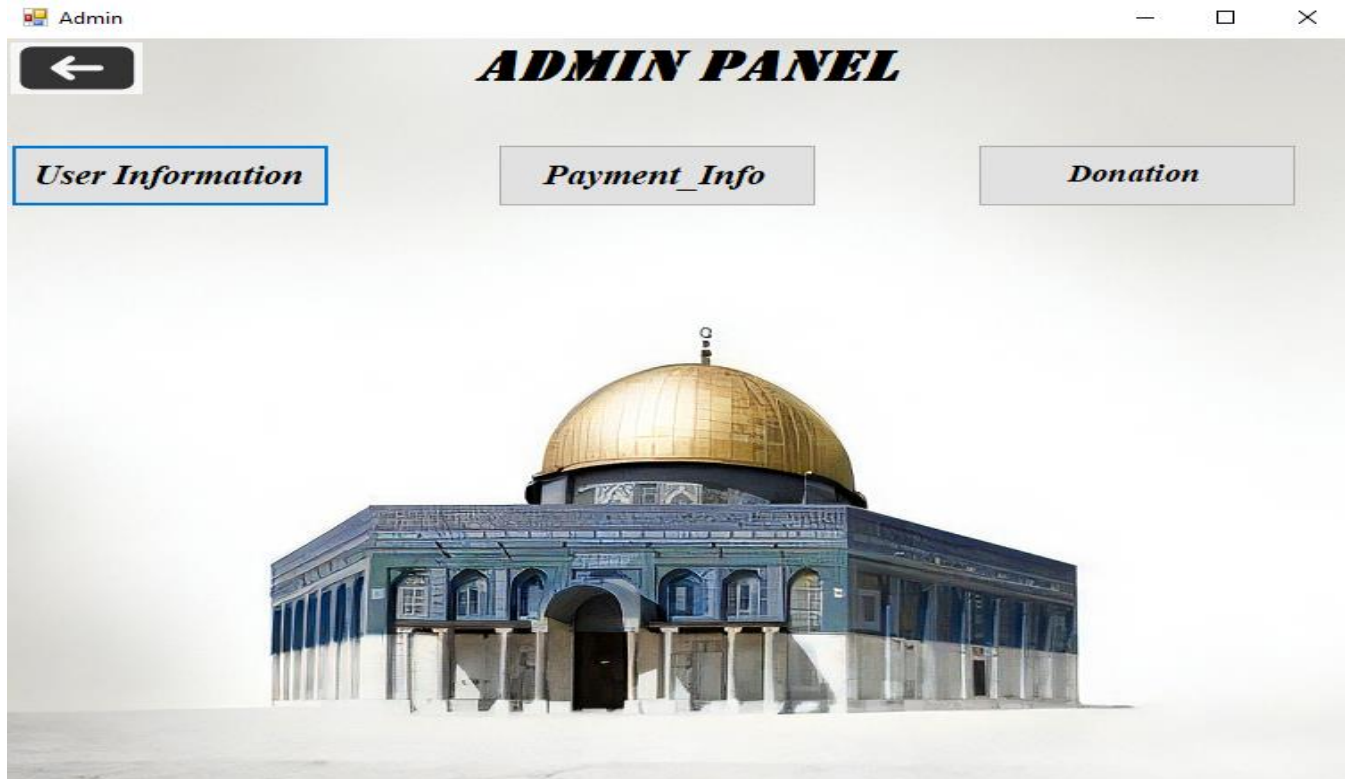 Admin
ADMIN PANEL
User Information
Payment_Info
Donation